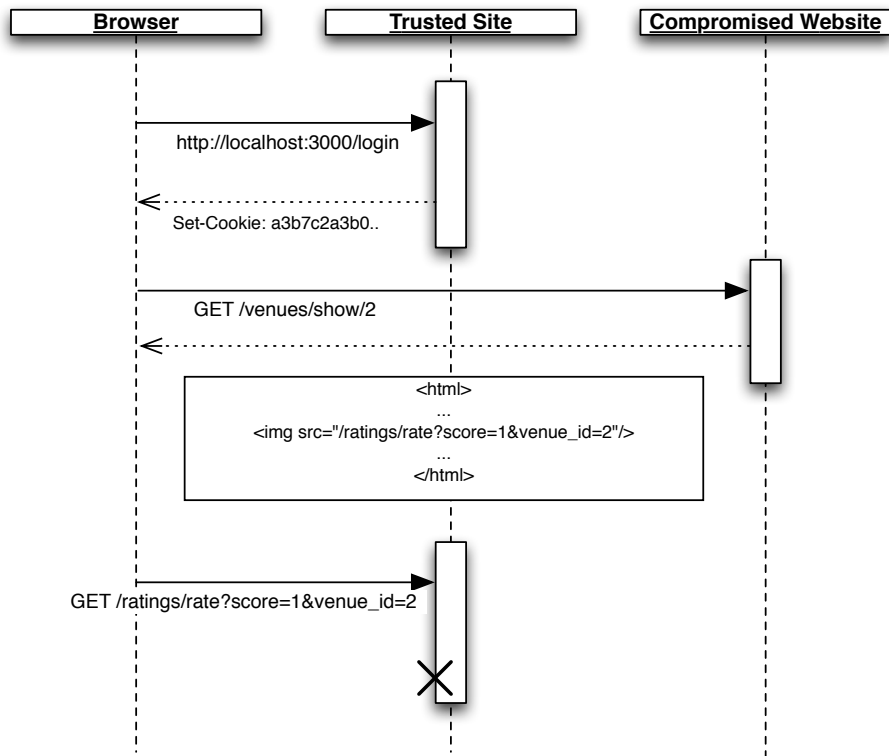 Browser
Trusted Site
Compromised Website
http://localhost:3000/login
Set-Cookie: a3b7c2a3b0..
GET /venues/show/2
<html>
...
<img src="/ratings/rate?score=1&venue_id=2"/>
...
</html>
GET /ratings/rate?score=1&venue_id=2